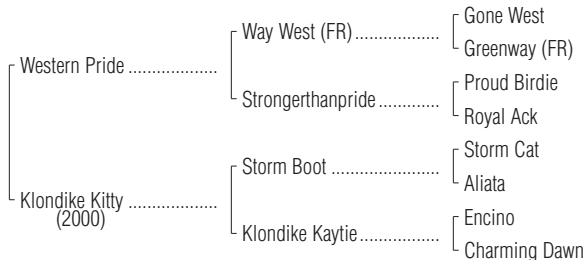 Gone West
Way West (FR) ..................
Greenway (FR)
Western Pride ...................
Proud Birdie
Strongerthanpride.............
Royal Ack
Storm Cat
Storm Boot .......................
Aliata
Klondike Kitty ...................
(2000)
Encino
Klondike Kaytie.................
Charming Dawn